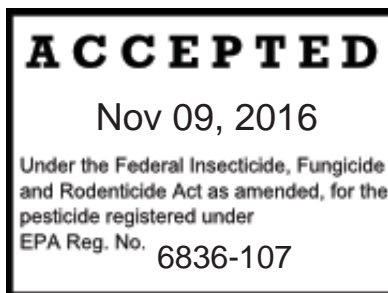 ACCEPTED
Nov 09, 2016
Under the Federal Insecticide, Fungicide
and Rodenticide Act as amended, for the
pesticide registered under
EPA Reg. No. 6836-107